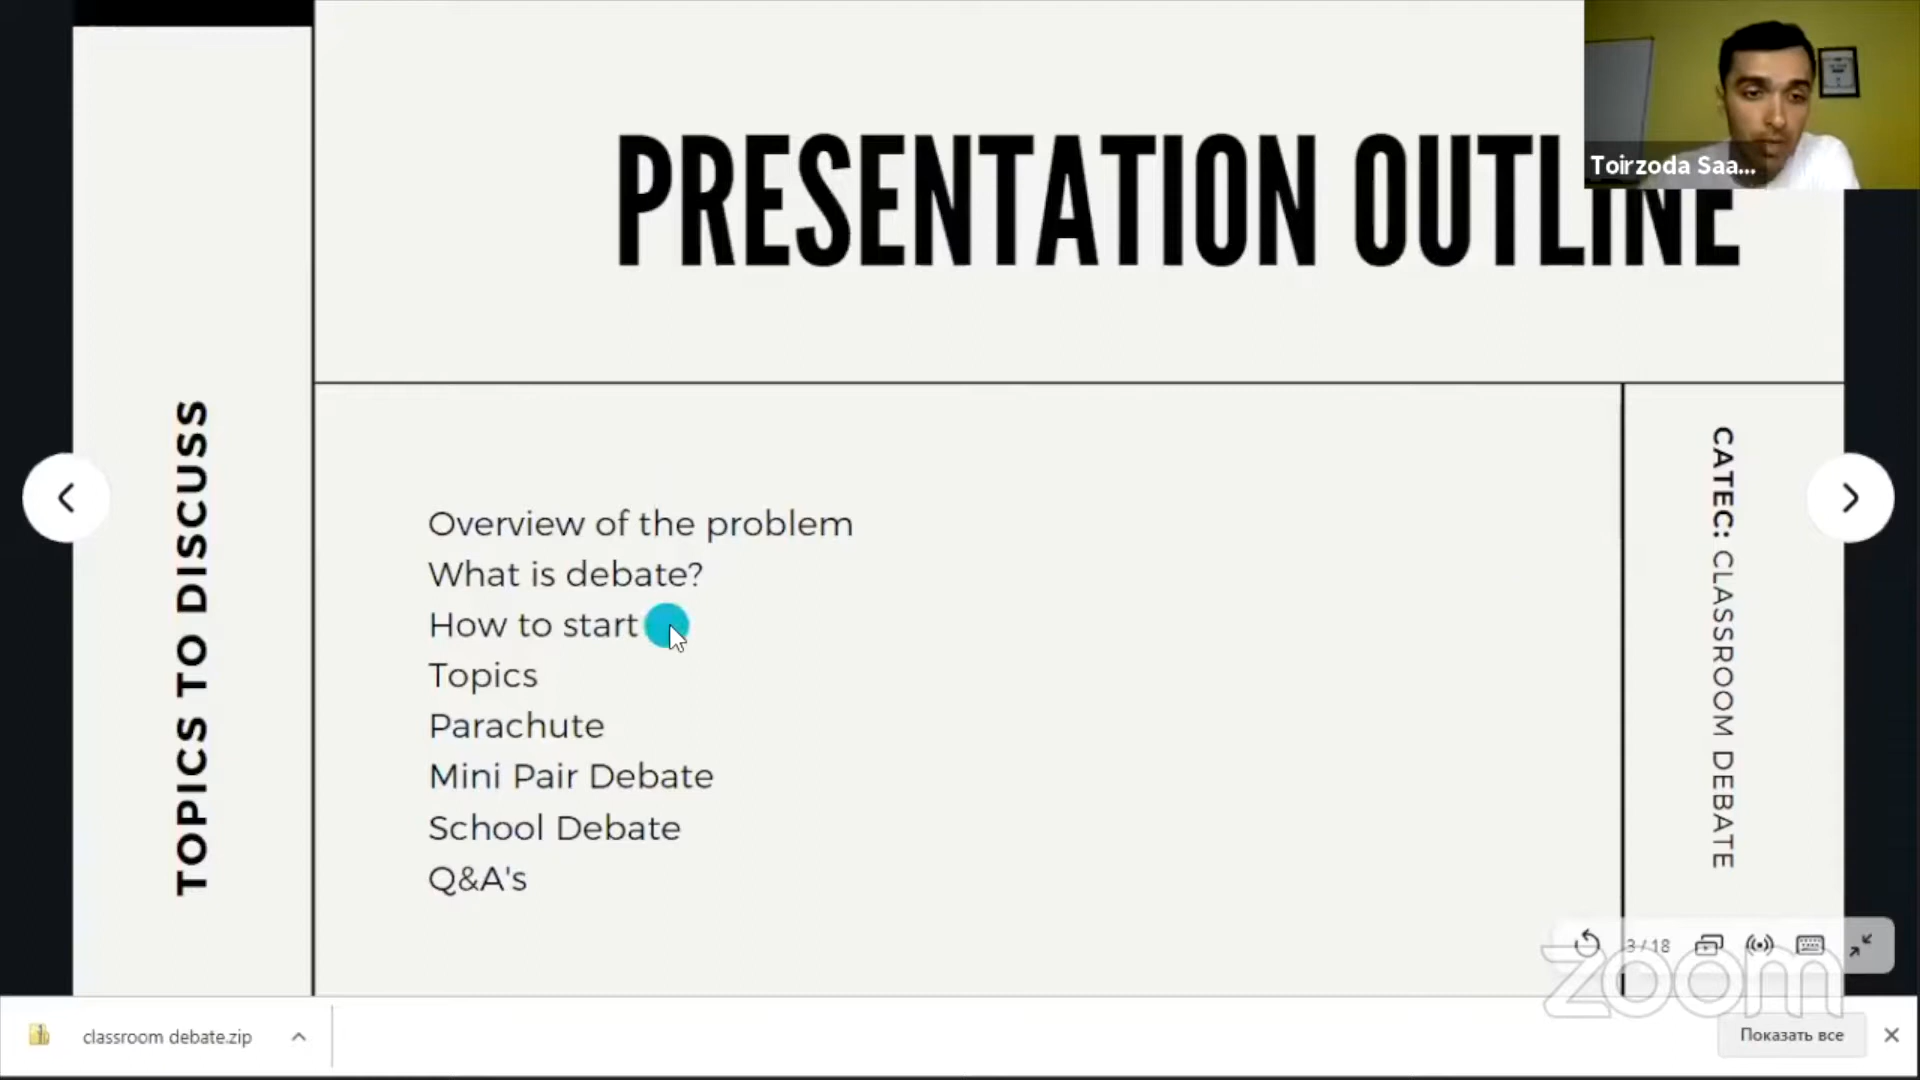 PRESENTATION OUTLINE
Toirzoda Saa...
TOPICS TO DISCUSS
Overview of the problem
What is debate?
How to start
Topics
Parachute
Mini Pair Debate
School Debate
Q&A's
CATEC: CLASSROOM DEBATE
3 / 18
zoom
classroom debate.zip
Показать все